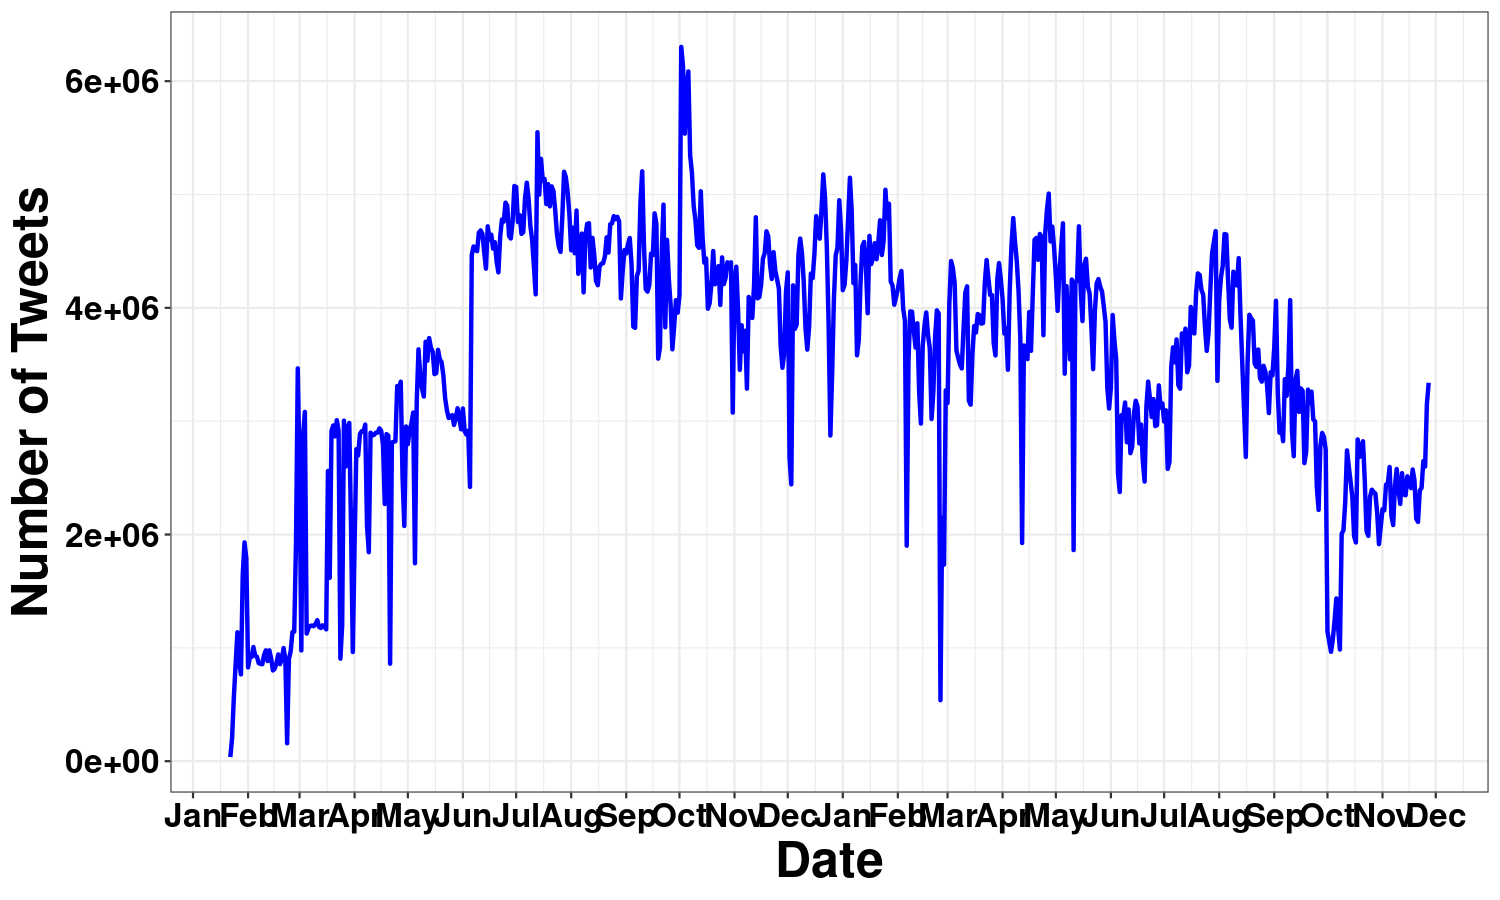 Number of Tweets
6e+06
4e+06
2e+06
0e+00
Jan Feb Mar Apr May Jun Jul Aug Sep Oct Nov Dec Jan Feb Mar Apr May Jun Jul Aug Sep Oct Nov Dec
Date